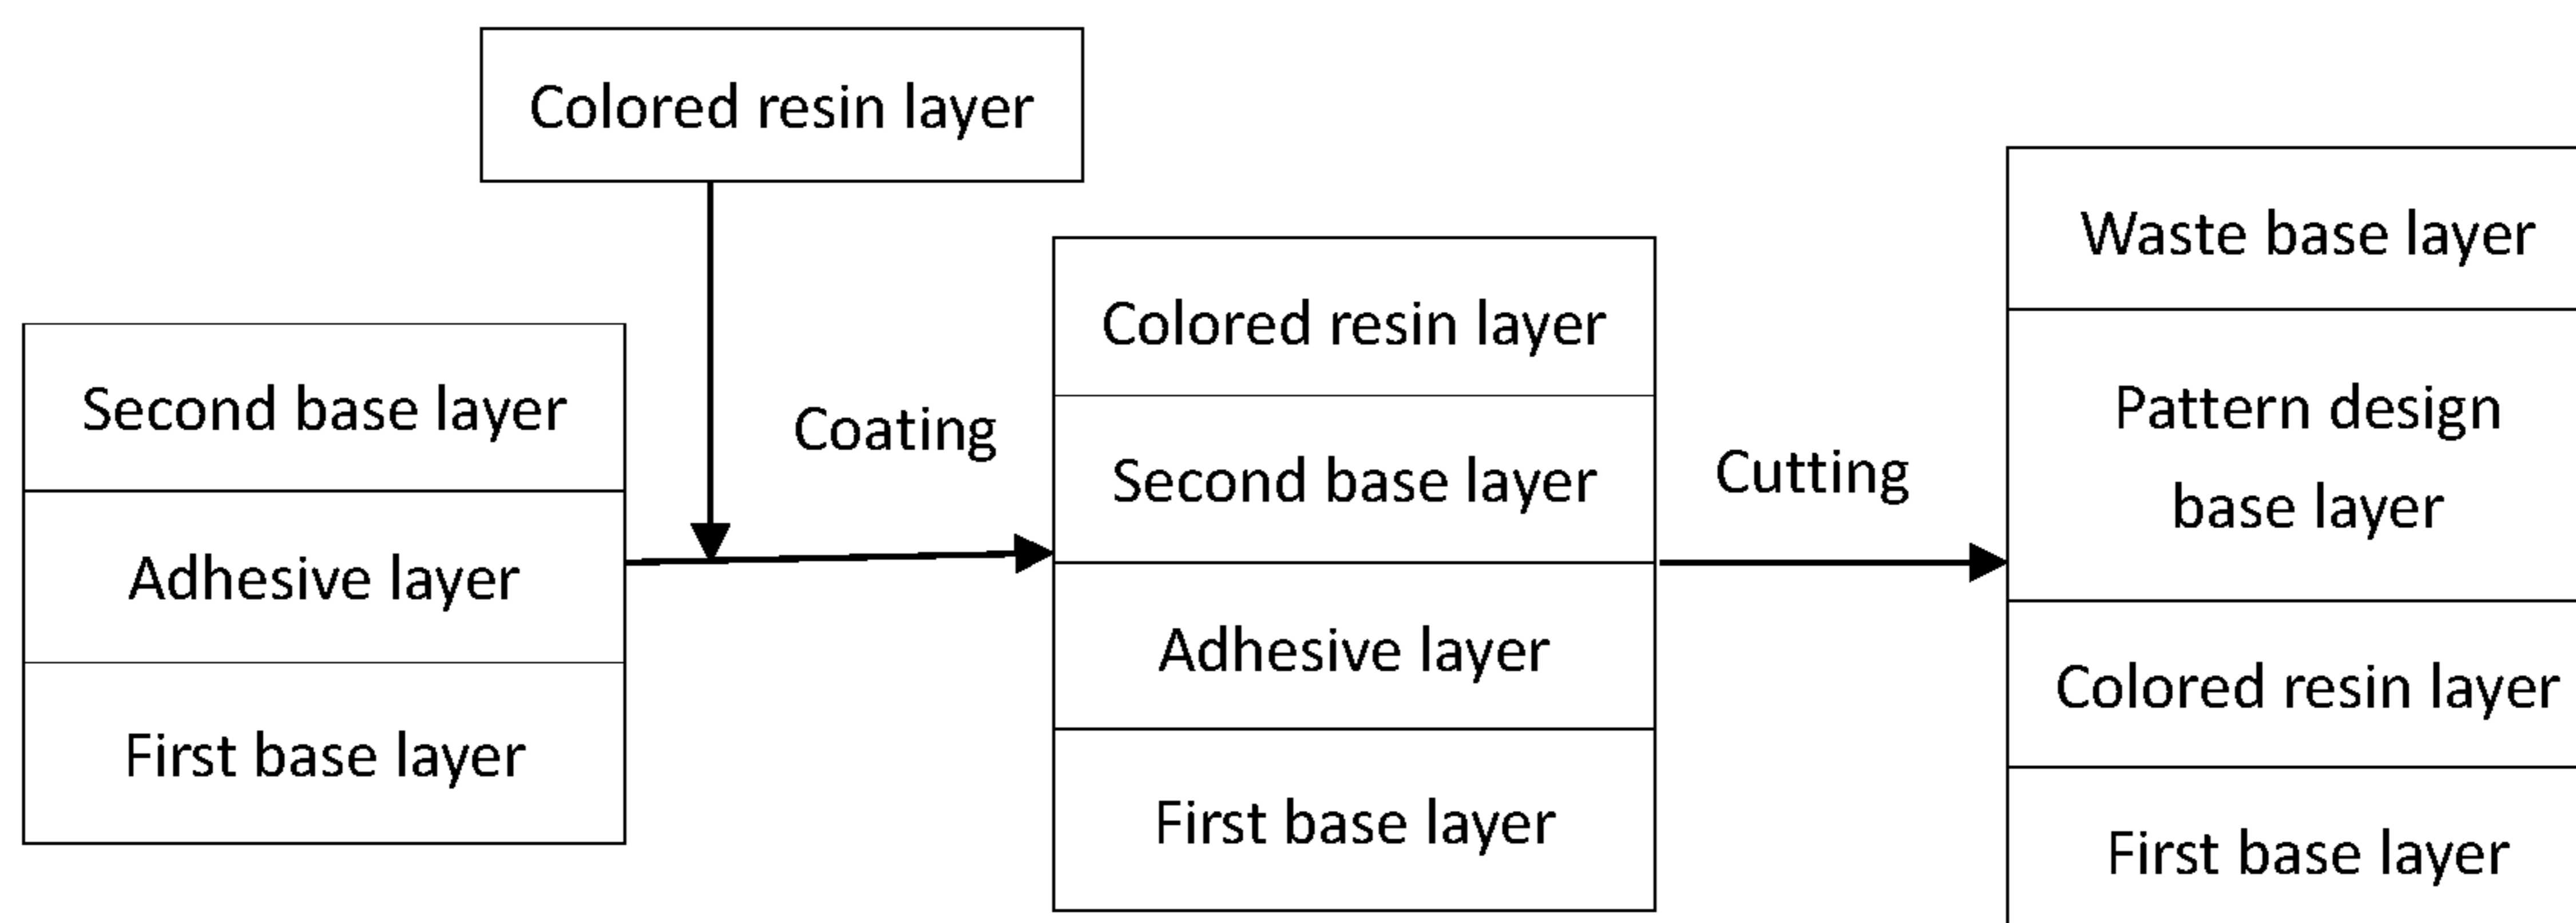 Colored resin layer
Second base layer
Adhesive layer
First base layer
Coating
Colored resin layer
Second base layer
Adhesive layer
First base layer
Cutting
Waste base layer
Pattern design
base layer
Colored resin layer
First base layer